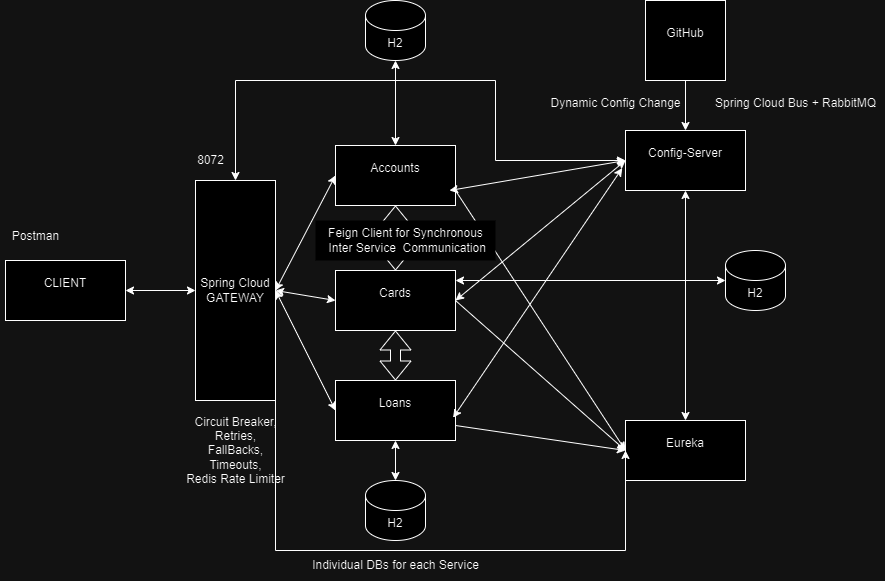 H2
GitHub
Dynamic Config Change
Spring Cloud Bus + RabbitMQ
8072
Accounts
Config-Server
Postman
Feign Client for Synchronous
Inter Service Communication
CLIENT
Spring Cloud
GATEWAY
Cards
H2
Loans
Circuit Breaker,
Retries,
FallBacks,
Timeouts,
Redis Rate Limiter
Eureka
H2
Individual DBs for each Service